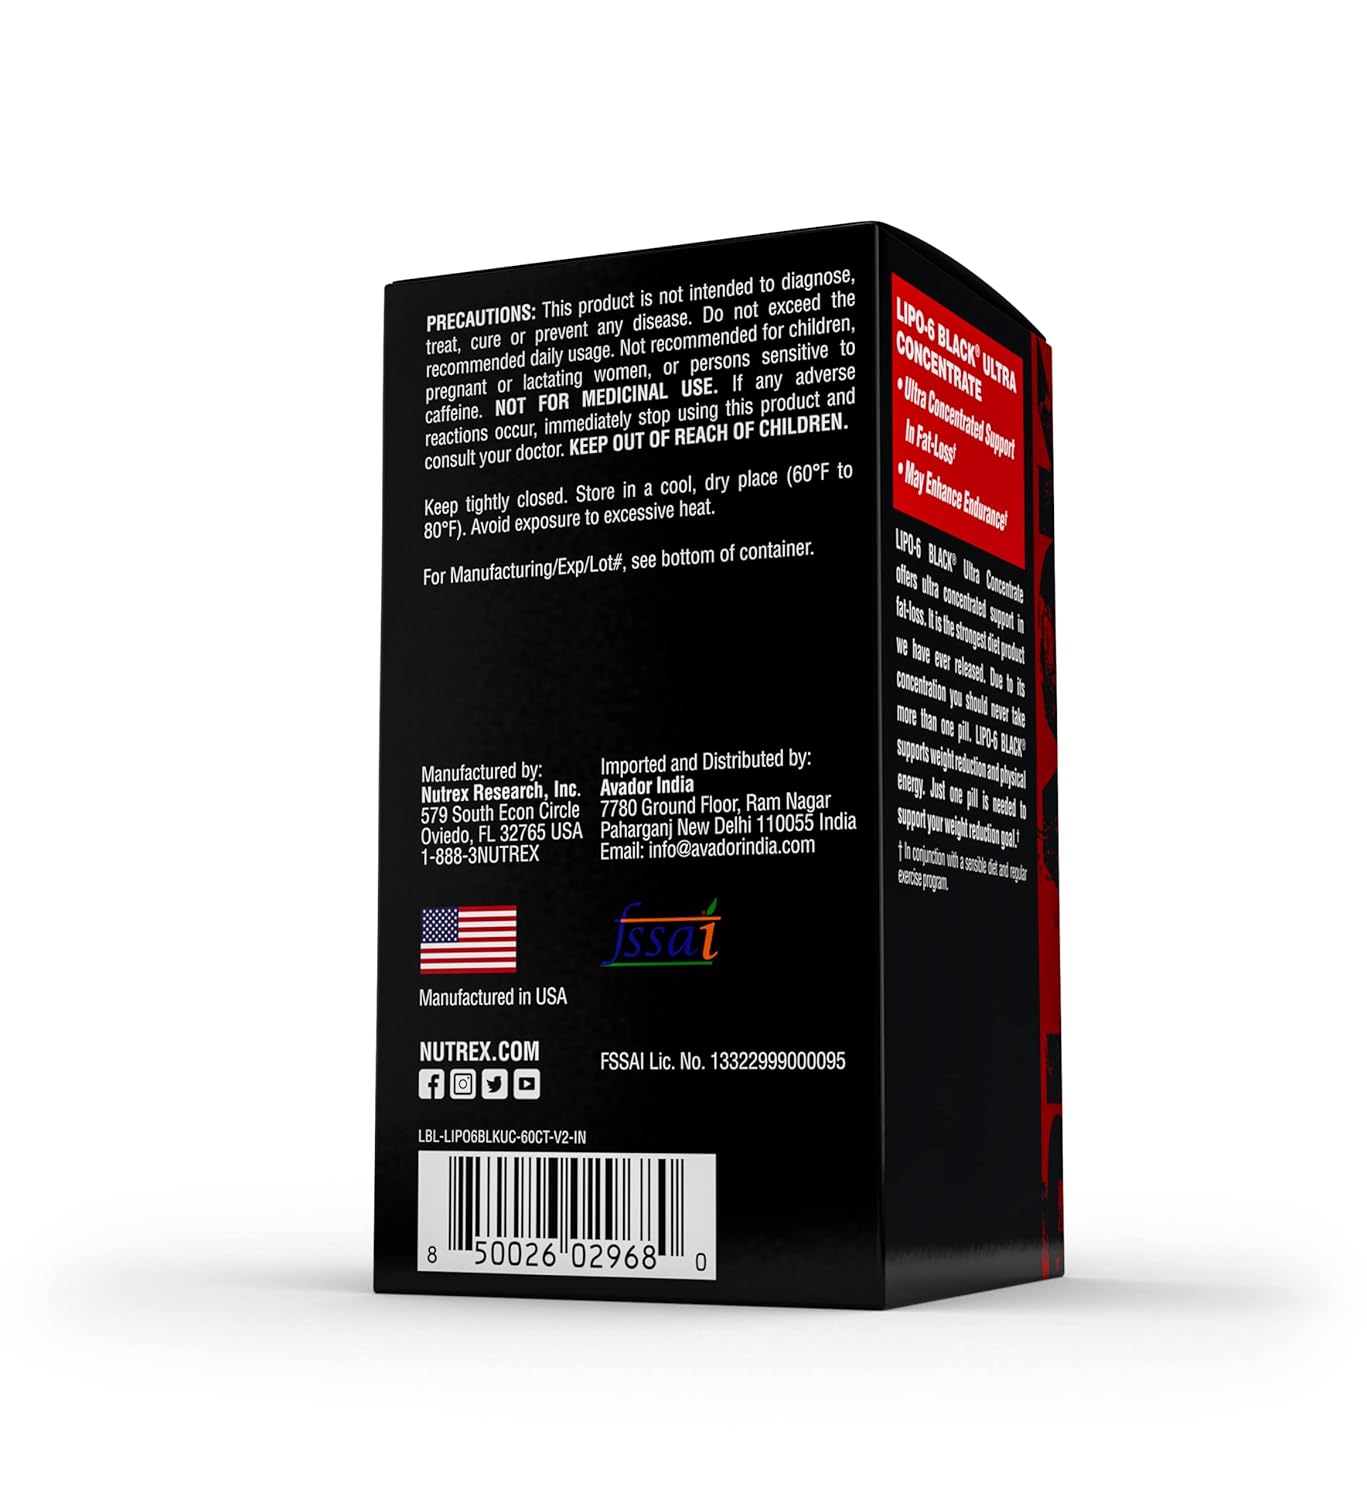 PRECAUTIONS: This product is not intended to diagnose,
treat, cure or prevent any disease. Do not exceed the
recommended daily usage. Not recommended for children,
pregnant or lactating women, or persons sensitive to
caffeine. NOT FOR MEDICINAL USE. If any adverse
reactions occur, immediately stop using this product and
consult your doctor. KEEP OUT OF REACH OF CHILDREN.
Keep tightly closed. Store in a cool, dry place (60°F to
80°F). Avoid exposure to excessive heat.
For Manufacturing/Exp/Lot#, see bottom of container.
Manufactured by:
Nutrex Research, Inc.
579 South Econ Circle
Oviedo, FL 32765 USA
1-888-3NUTREX
Imported and Distributed by:
Avador India
7780 Ground Floor, Ram Nagar
Paharganj New Delhi 110055 India
Email: info@avadorindia.com
fssai
Manufactured in USA
NUTREX.COM
FSSAI Lic. No. 13322999000095
LBL-LIPO6BLKUC-60CT-V2-IN
8 50026 02968 0
LIPO-6 BLACK® ULTRA
CONCENTRATE
• Ultra Concentrated Support
In Fat-Loss†
• May Enhance Endurance†
LIPO-6 BLACK® Ultra Concentrate
offers ultra concentrated support in
fat-loss. It is the strongest diet product
we have ever released. Due to its
concentration you should never take
more than one pill. LIPO-6 BLACK®
supports weight reduction and physical
energy. Just one pill is needed to
support your weight reduction goal.†
† In conjunction with a sensible diet and regular
exercise program.